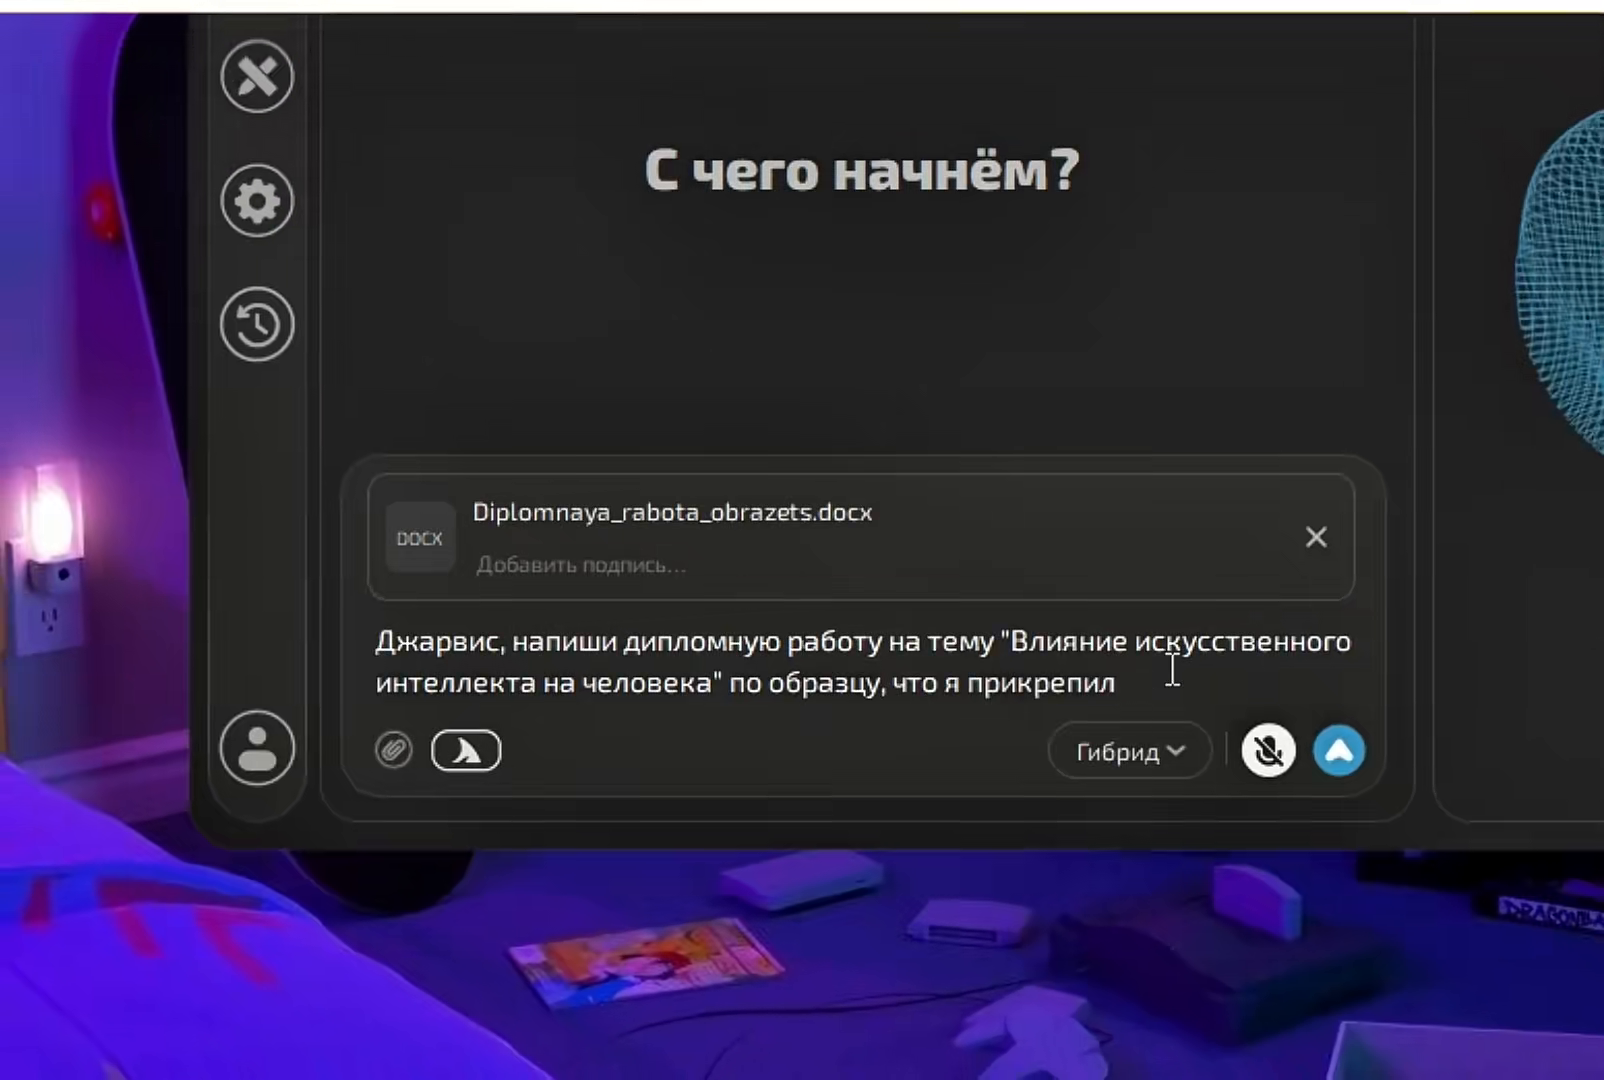 С чего начнём?
DOCX
Diplomnaya_rabota_obrazets.docx
Добавить подпись...
Джарвис, напиши дипломную работу на тему "Влияние искусственного
интеллекта на человека" по образцу, что я прикрепил
Гибрид